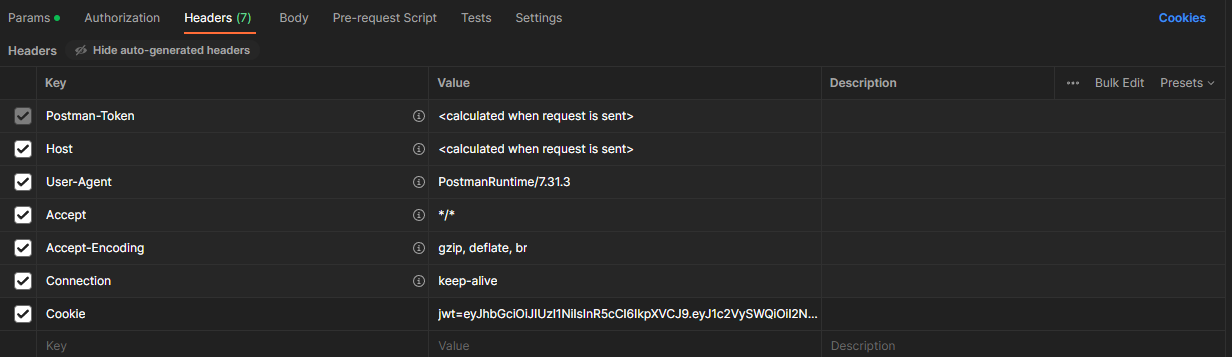 Params Authorization Headers (7) Body Pre-request Script Tests Settings Cookies
Headers Hide auto-generated headers
Key Value Description Bulk Edit Presets
Postman-Token <calculated when request is sent>
Host <calculated when request is sent>
User-Agent PostmanRuntime/7.31.3
Accept */*
Accept-Encoding gzip, deflate, br
Connection keep-alive
Cookie jwt=eyJhbGciOiJIUzI1NiIsInR5cCI6IkpXVCJ9.eyJ1c2VySWQiOiI2N...
Key Value Description